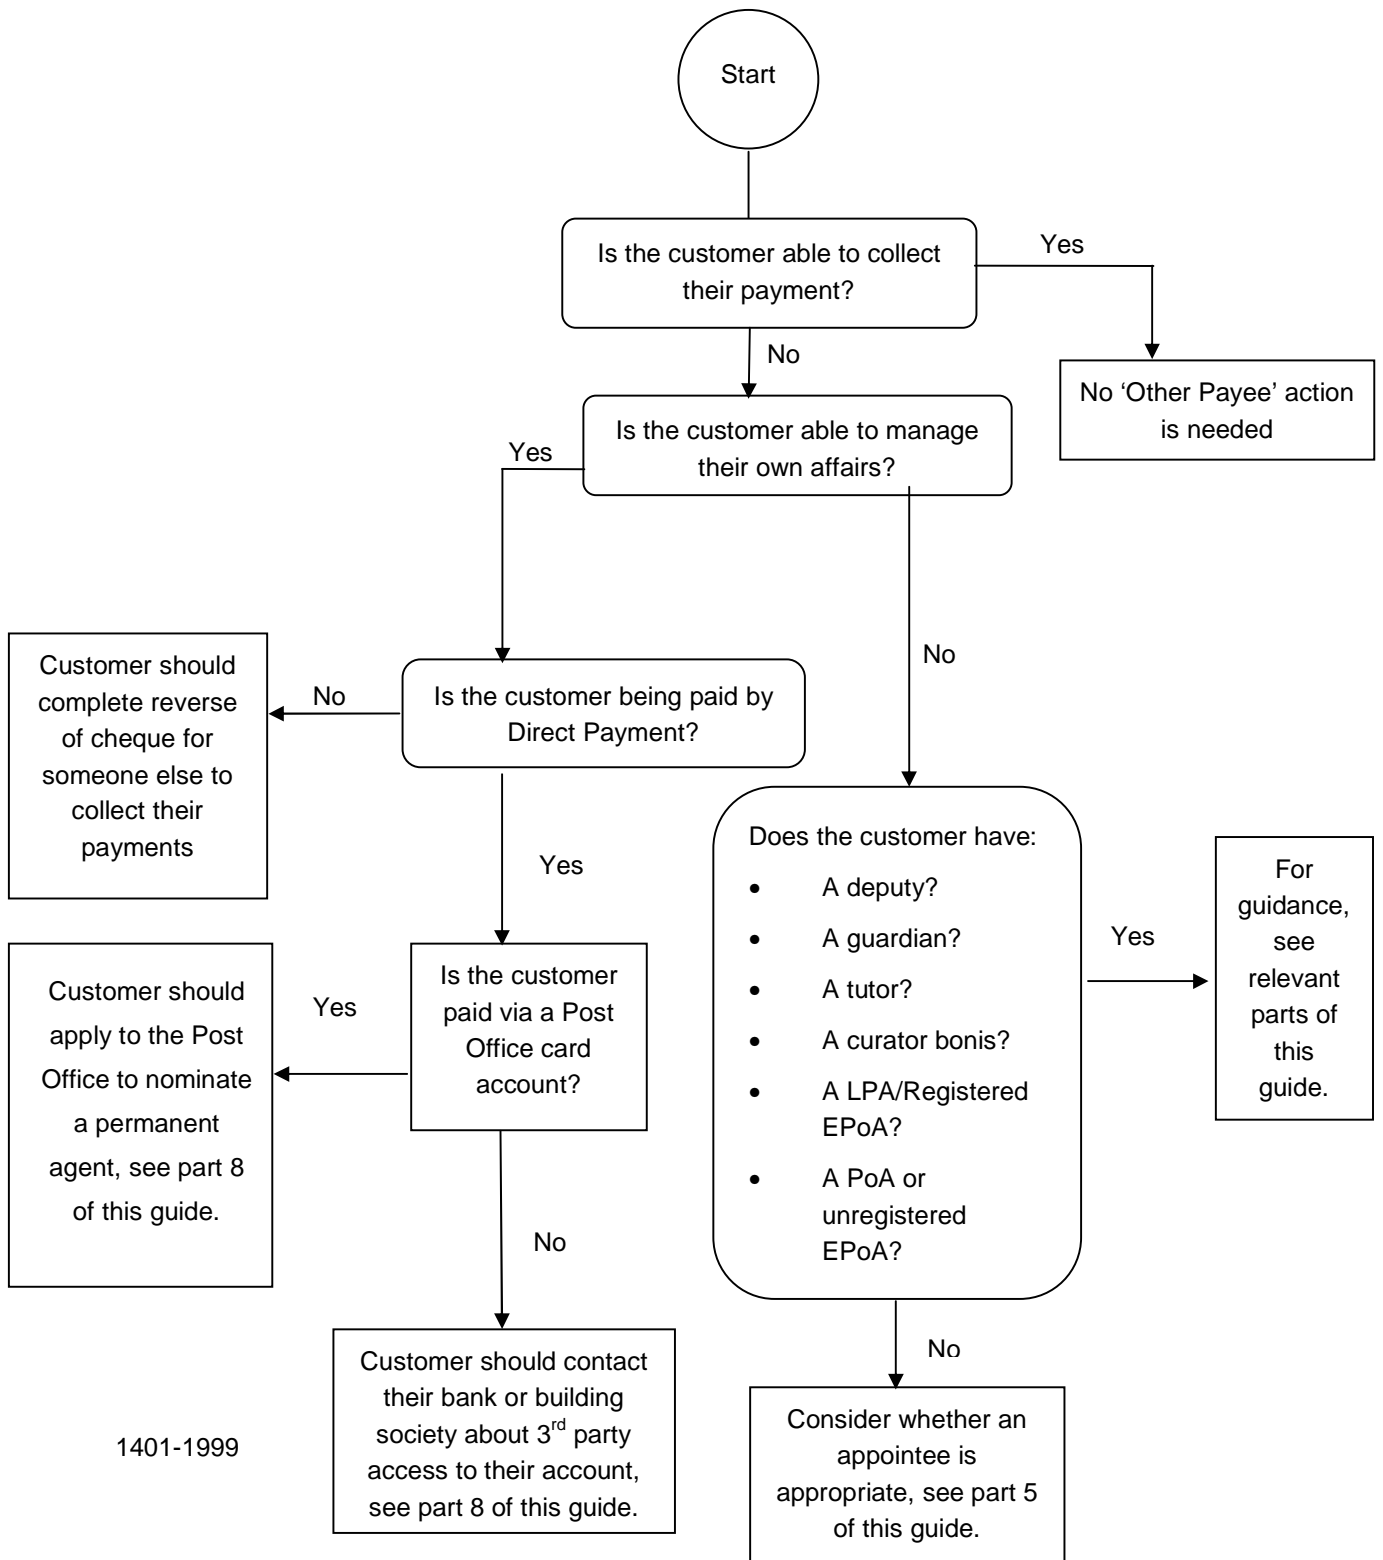 Start
Is the customer able to collect
their payment?
Yes
No
No ‘Other Payee’ action
is needed
Is the customer able to manage
their own affairs?
Yes
No
Customer should
complete reverse
of cheque for
someone else to
collect their
payments
No
Is the customer being paid by
Direct Payment?
Yes
Does the customer have:
• A deputy?
• A guardian?
• A tutor?
• A curator bonis?
• A LPA/Registered
EPoA?
• A PoA or
unregistered
EPoA?
Yes
For
guidance,
see
relevant
parts of
this
guide.
Customer should
apply to the Post
Office to nominate
a permanent
agent, see part 8
of this guide.
Yes
Is the customer
paid via a Post
Office card
account?
No
No
Customer should contact
their bank or building
society about 3rd party
access to their account,
see part 8 of this guide.
Consider whether an
appointee is
appropriate, see part 5
of this guide.
1401-1999